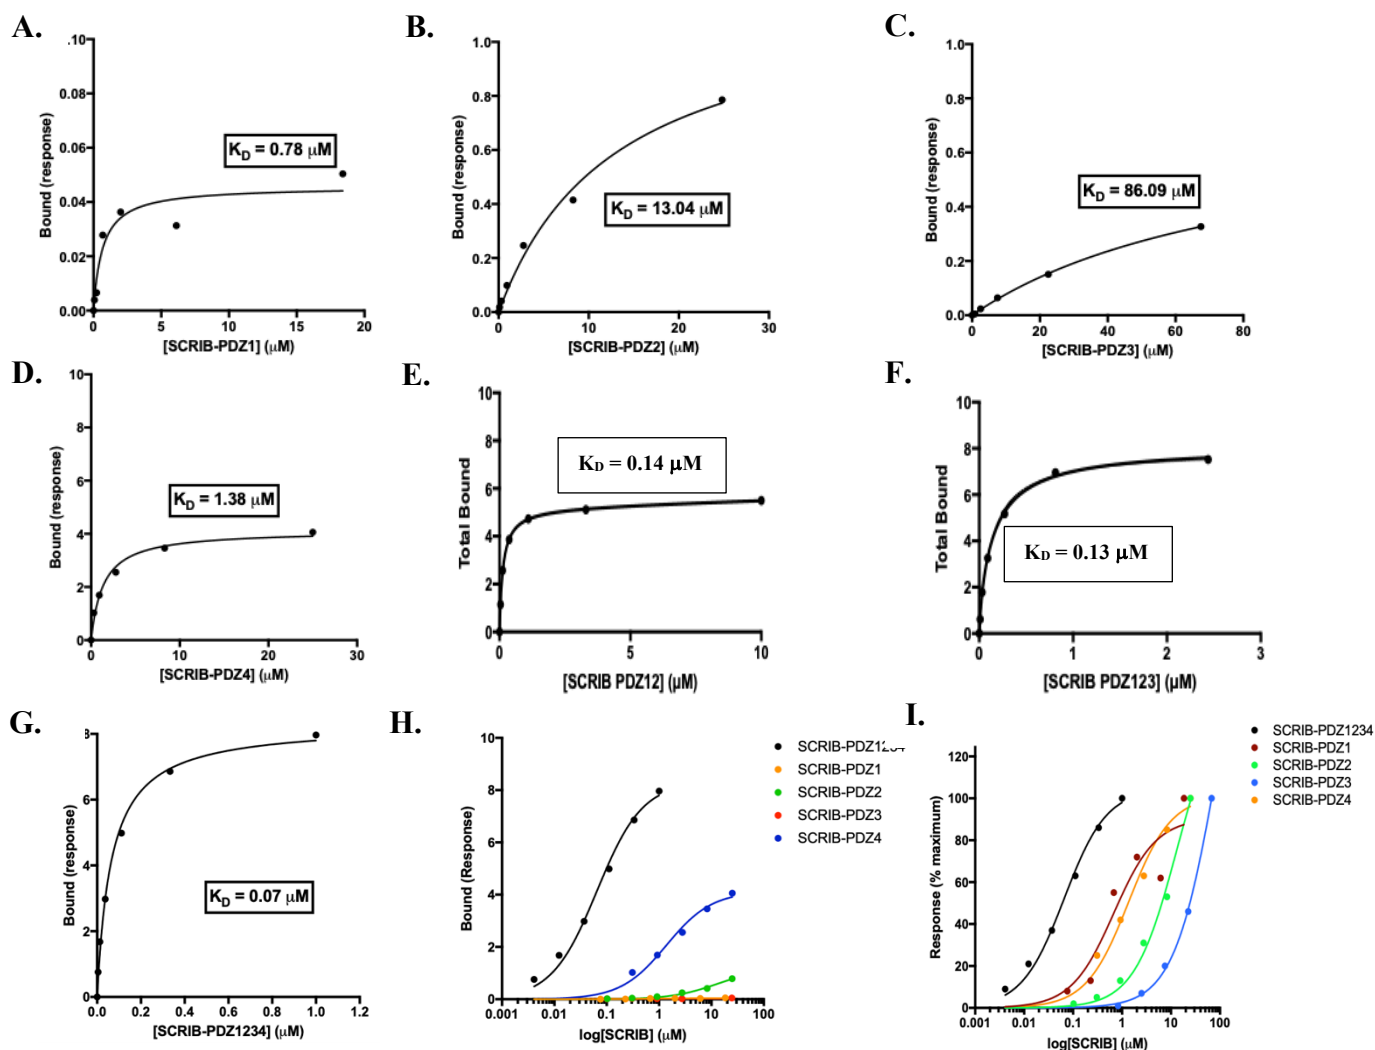 A.
.10
0.08
0.06
0.04
0.02
0.00
0 5 10 15 20
Bound (response)
[SCRIB-PDZ1] (μM)
KD = 0.78 μM
B.
1.0
0.8
0.6
0.4
0.2
0.0
0 10 20 30
Bound (response)
[SCRIB-PDZ2] (μM)
KD = 13.04 μM
C.
1.0
0.8
0.6
0.4
0.2
0.0
0 20 40 60 80
Bound (response)
[SCRIB-PDZ3] (μM)
KD = 86.09 μM
D.
10
8
6
4
2
0
0 10 20 30
Bound (response)
[SCRIB-PDZ4] (μM)
KD = 1.38 μM
E.
10
8
6
4
2
0
0 5 10
Total Bound
[SCRIB PDZ12] (μM)
KD = 0.14 μM
F.
10
8
6
4
2
0
0 1 2 3
Total Bound
[SCRIB PDZ123] (μM)
KD = 0.13 μM
G.
8
6
4
2
0
0.0 0.2 0.4 0.6 0.8 1.0 1.2
Bound (response)
[SCRIB-PDZ1234] (μM)
KD = 0.07 μM
H.
10
8
6
4
2
0
0.001 0.01 0.1 1 10 100
Bound (Response)
log[SCRIB] (μM)
SCRIB-PDZ1234
SCRIB-PDZ1
SCRIB-PDZ2
SCRIB-PDZ3
SCRIB-PDZ4
I.
120
100
80
60
40
20
0
0.001 0.01 0.1 1 10 100
Response (% maximum)
log[SCRIB] (μM)
SCRIB-PDZ1234
SCRIB-PDZ1
SCRIB-PDZ2
SCRIB-PDZ3
SCRIB-PDZ4